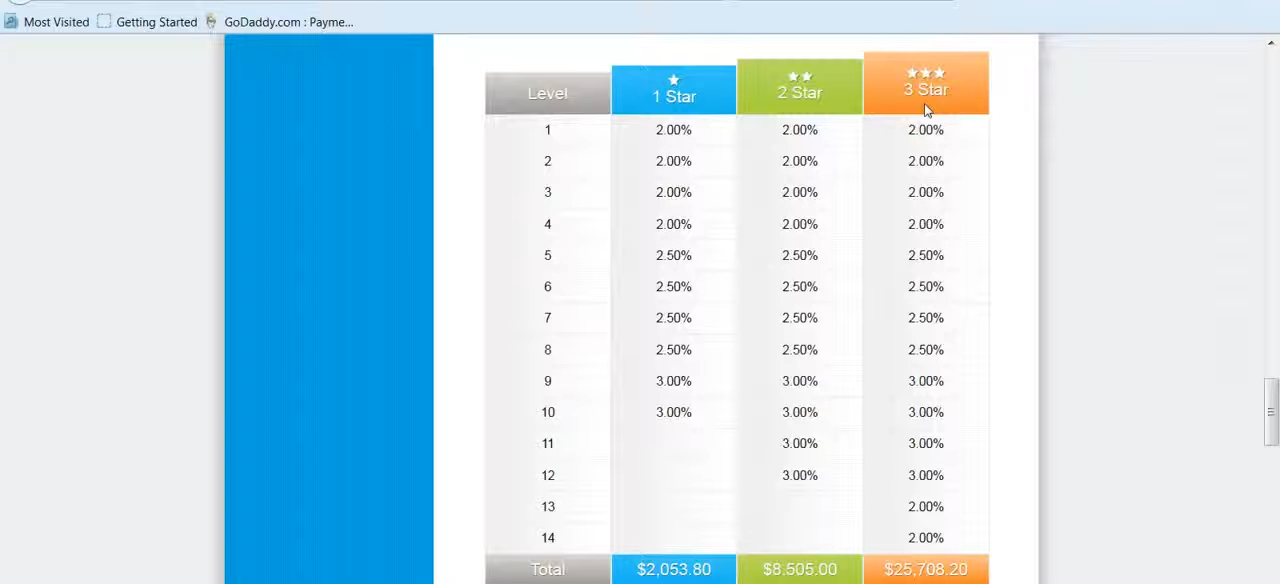 Most Visited Getting Started GoDaddy.com : Payme...
Level 1 Star 2 Star 3 Star
1 2.00% 2.00% 2.00%
2 2.00% 2.00% 2.00%
3 2.00% 2.00% 2.00%
4 2.00% 2.00% 2.00%
5 2.50% 2.50% 2.50%
6 2.50% 2.50% 2.50%
7 2.50% 2.50% 2.50%
8 2.50% 2.50% 2.50%
9 3.00% 3.00% 3.00%
10 3.00% 3.00% 3.00%
11 3.00% 3.00%
12 3.00% 3.00%
13 2.00%
14 2.00%
Total $2,053.80 $8,505.00 $25,708.20